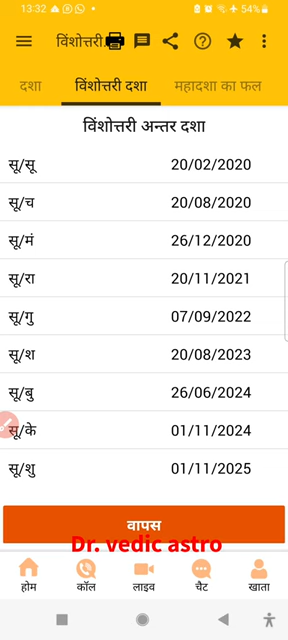 13:32 54%
विंशोत्तरी.
दशा विंशोत्तरी दशा महादशा का फल
विंशोत्तरी अन्तर दशा
सू/सू 20/02/2020
सू/च 20/08/2020
सू/मं 26/12/2020
सू/रा 20/11/2021
सू/गु 07/09/2022
सू/श 20/08/2023
सू/बु 26/06/2024
सू/के 01/11/2024
सू/शु 01/11/2025
वापस
Dr. vedic astro
होम कॉल लाइव चैट खाता